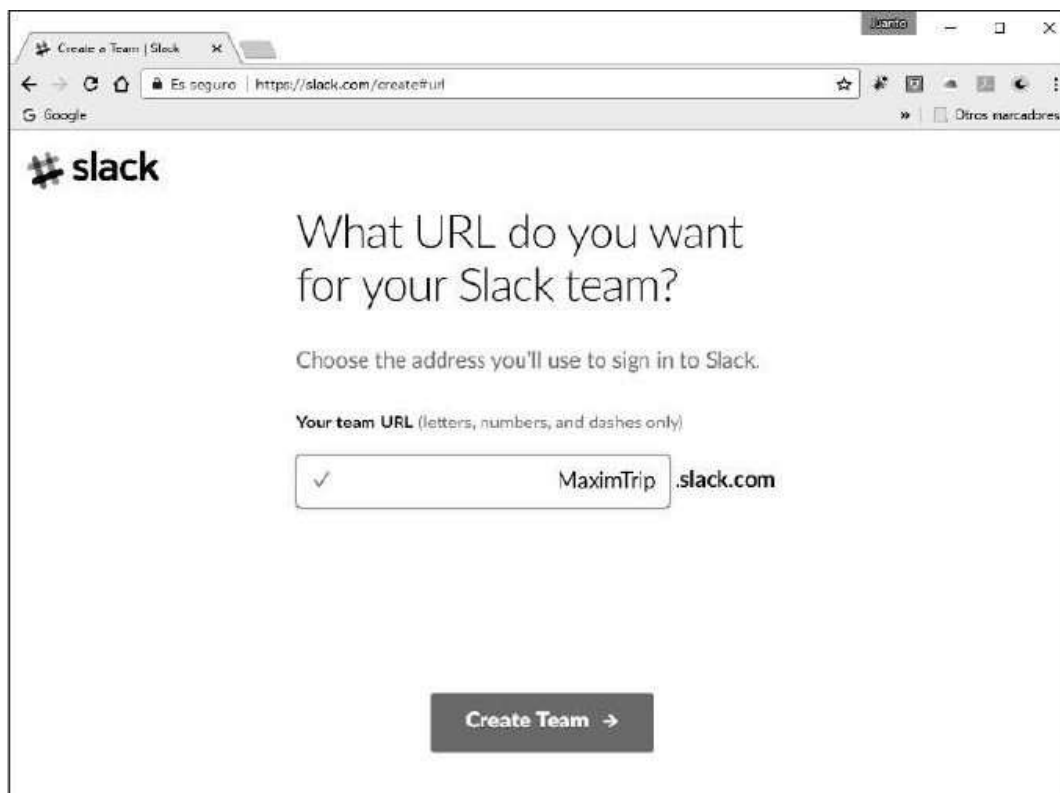 Juanto
Create a Team | Slack
Es seguro | https://slack.com/create#url
G Google
» Otros marcadores
slack
What URL do you want
for your Slack team?
Choose the address you'll use to sign in to Slack.
Your team URL (letters, numbers, and dashes only)
MaximTrip .slack.com
Create Team →